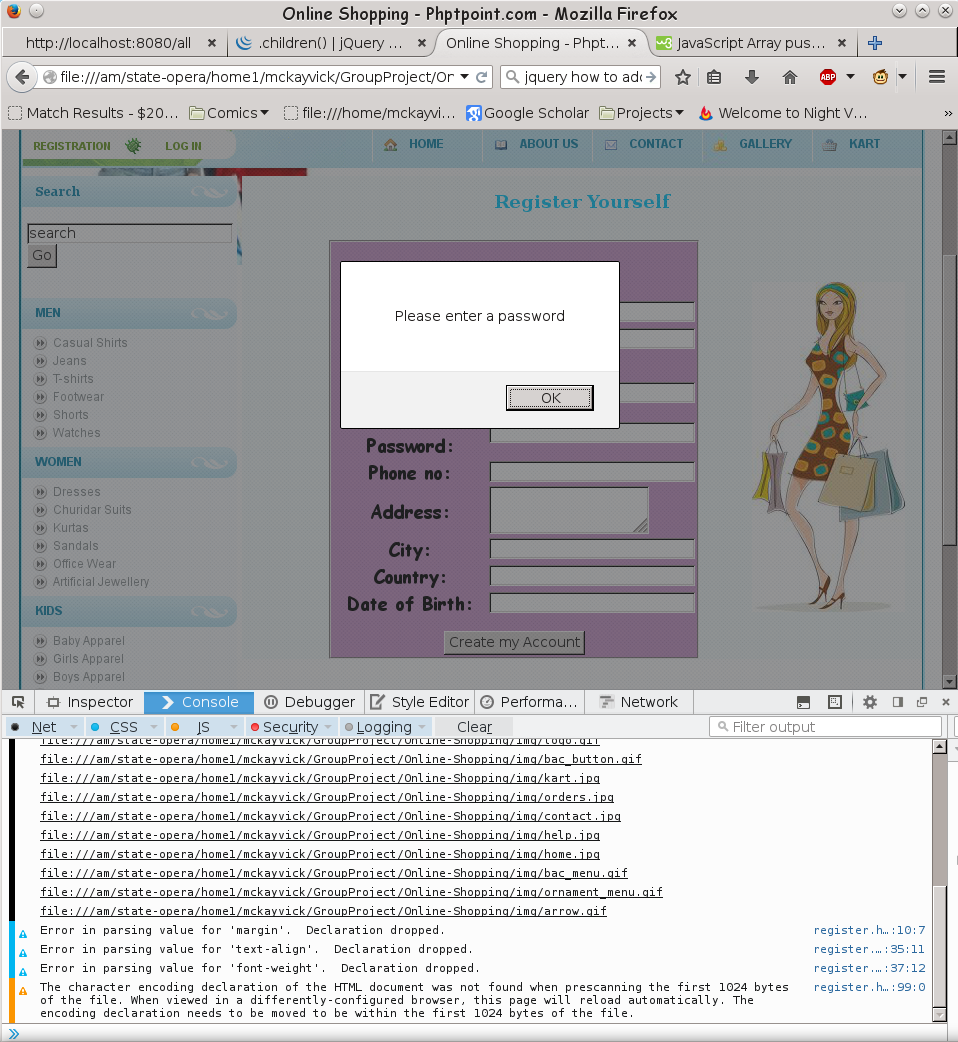 Online Shopping - Phptpoint.com - Mozilla Firefox
http://localhost:8080/all
.children() | jQuery ...
Online Shopping - Phpt...
JavaScript Array pus...
file:///am/state-opera/home1/mckayvick/GroupProject/On
jquery how to add
ABP
Match Results - $20...
Comics
file:///home/mckayvi...
Google Scholar
Projects
Welcome to Night V...
»
REGISTRATION
LOG IN
HOME
ABOUT US
CONTACT
GALLERY
KART
Search
search
Go
MEN
Casual Shirts
Jeans
T-shirts
Footwear
Shorts
Watches
WOMEN
Dresses
Churidar Suits
Kurtas
Sandals
Office Wear
Artificial Jewellery
KIDS
Baby Apparel
Girls Apparel
Boys Apparel
Register Yourself
Please enter a password
OK
Password:
Phone no:
Address:
City:
Country:
Date of Birth:
Create my Account
Inspector
Console
Debugger
Style Editor
Performa...
Network
Net
CSS
JS
Security
Logging
Clear
Filter output
file:///am/state-opera/home1/mckayvick/GroupProject/Online-Shopping/img/logo.gif
file:///am/state-opera/home1/mckayvick/GroupProject/Online-Shopping/img/bac_button.gif
file:///am/state-opera/home1/mckayvick/GroupProject/Online-Shopping/img/kart.jpg
file:///am/state-opera/home1/mckayvick/GroupProject/Online-Shopping/img/orders.jpg
file:///am/state-opera/home1/mckayvick/GroupProject/Online-Shopping/img/contact.jpg
file:///am/state-opera/home1/mckayvick/GroupProject/Online-Shopping/img/help.jpg
file:///am/state-opera/home1/mckayvick/GroupProject/Online-Shopping/img/home.jpg
file:///am/state-opera/home1/mckayvick/GroupProject/Online-Shopping/img/bac_menu.gif
file:///am/state-opera/home1/mckayvick/GroupProject/Online-Shopping/img/ornament_menu.gif
file:///am/state-opera/home1/mckayvick/GroupProject/Online-Shopping/img/arrow.gif
Error in parsing value for 'margin'. Declaration dropped. register.h…:10:7
Error in parsing value for 'text-align'. Declaration dropped. register.…:35:11
Error in parsing value for 'font-weight'. Declaration dropped. register.…:37:12
The character encoding declaration of the HTML document was not found when prescanning the first 1024 bytes register.h…:99:0
of the file. When viewed in a differently-configured browser, this page will reload automatically. The
encoding declaration needs to be moved to be within the first 1024 bytes of the file.